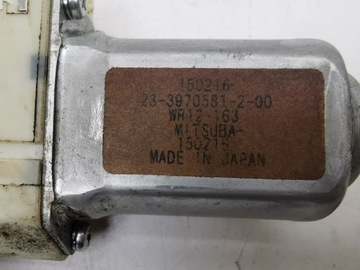 150216
23-3970581-2-00
WR12-163
MITSUBA-
150216
MADE IN JAPAN